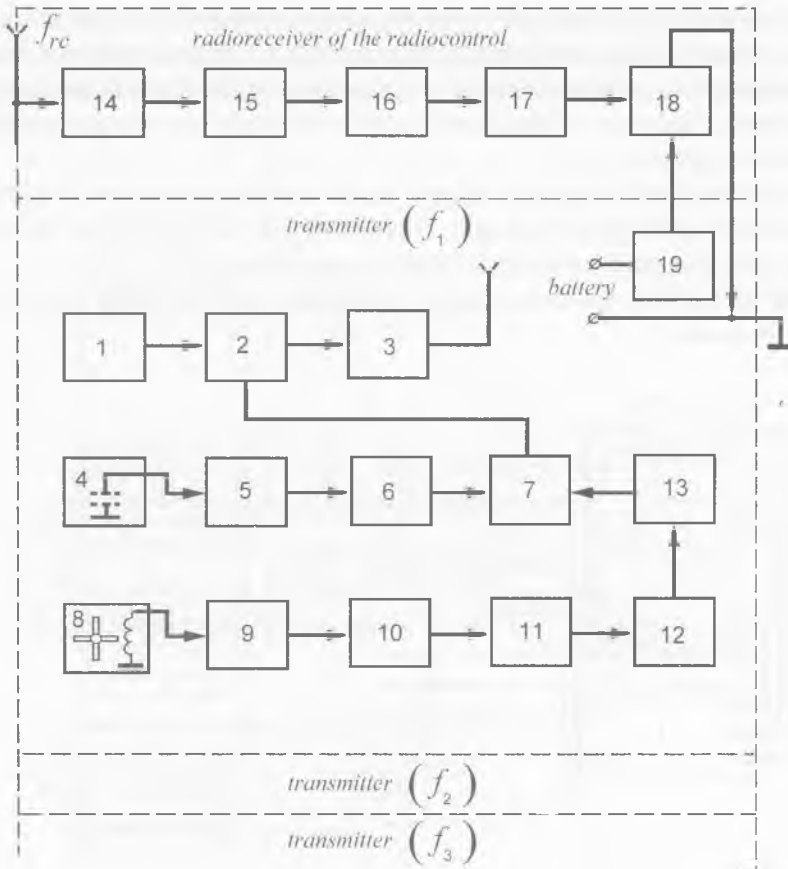 f_rc
radioreceiver of the radiocontrol
14 15 16 17 18
transmitter (f_1)
19
battery
1 2 3
4 5 6 7 13
8 9 10 11 12
transmitter (f_2)
transmitter (f_3)